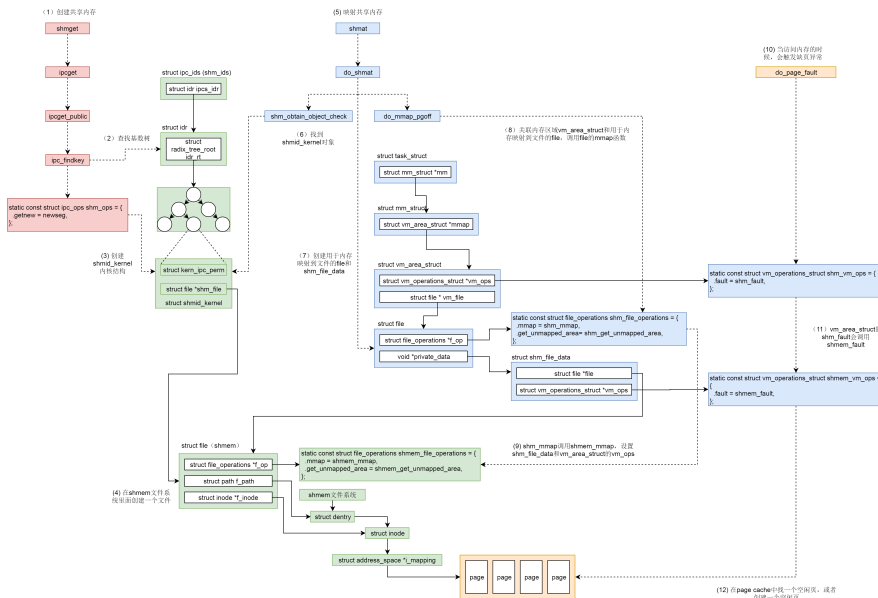 （1）创建共享内存
shmget
ipcget
ipcget_public
ipc_findkey
static const struct ipc_ops shm_ops = {
.getnew = newseg,
};
struct ipc_ids (shm_ids)
struct idr ipcs_idr
（2）查找基数树
struct idr
struct
radix_tree_root
idr_rt
(3) 创建
shmid_kernel
内核结构
struct kern_ipc_perm
struct file *shm_file
struct shmid_kernel
(5) 映射共享内存
shmat
do_shmat
shm_obtain_object_check
do_mmap_pgoff
（6）找到
shmid_kernel对象
（8）关联内存区域vm_area_struct和用于内
存映射到文件的file，调用file的mmap函数
struct task_struct
struct mm_struct *mm
struct mm_struct
struct vm_area_struct *mmap
（7）创建用于内存
映射到文件的file和
shm_file_data
struct vm_area_struct
struct vm_operations_struct *vm_ops
struct file * vm_file
struct file
struct file_operations *f_op
void *private_data
static const struct file_operations shm_file_operations = {
.mmap = shm_mmap,
.get_unmapped_area= shm_get_unmapped_area,
};
struct shm_file_data
struct file *file
struct vm_operations_struct *vm_ops
(10) 当访问内存的时
候，会触发缺页异常
do_page_fault
static const struct vm_operations_struct shm_vm_ops = {
.fault = shm_fault,
};
（11）vm_area_struct
shm_fault会调用
shmem_fault
static const struct vm_operations_struct shmem_vm_ops =
{
.fault = shmem_fault,
};
struct file（shmem）
struct file_operations *f_op
struct path f_path
struct inode *f_inode
(4) 在shmem文件系
统里面创建一个文件
static const struct file_operations shmem_file_operations = {
.mmap = shmem_mmap,
.get_unmapped_area = shmem_get_unmapped_area,
};
(9) shm_mmap调用shmem_mmap，设置
shm_file_data和vm_area_struct的vm_ops
shmem文件系统
struct dentry
struct inode
struct address_space *i_mapping
page page page page
(12) 在page cache中找一个空闲页，或者
创建一个空闲页